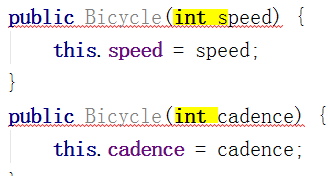 public Bicycle(int speed) {
    this.speed = speed;
}
public Bicycle(int cadence) {
    this.cadence = cadence;
}